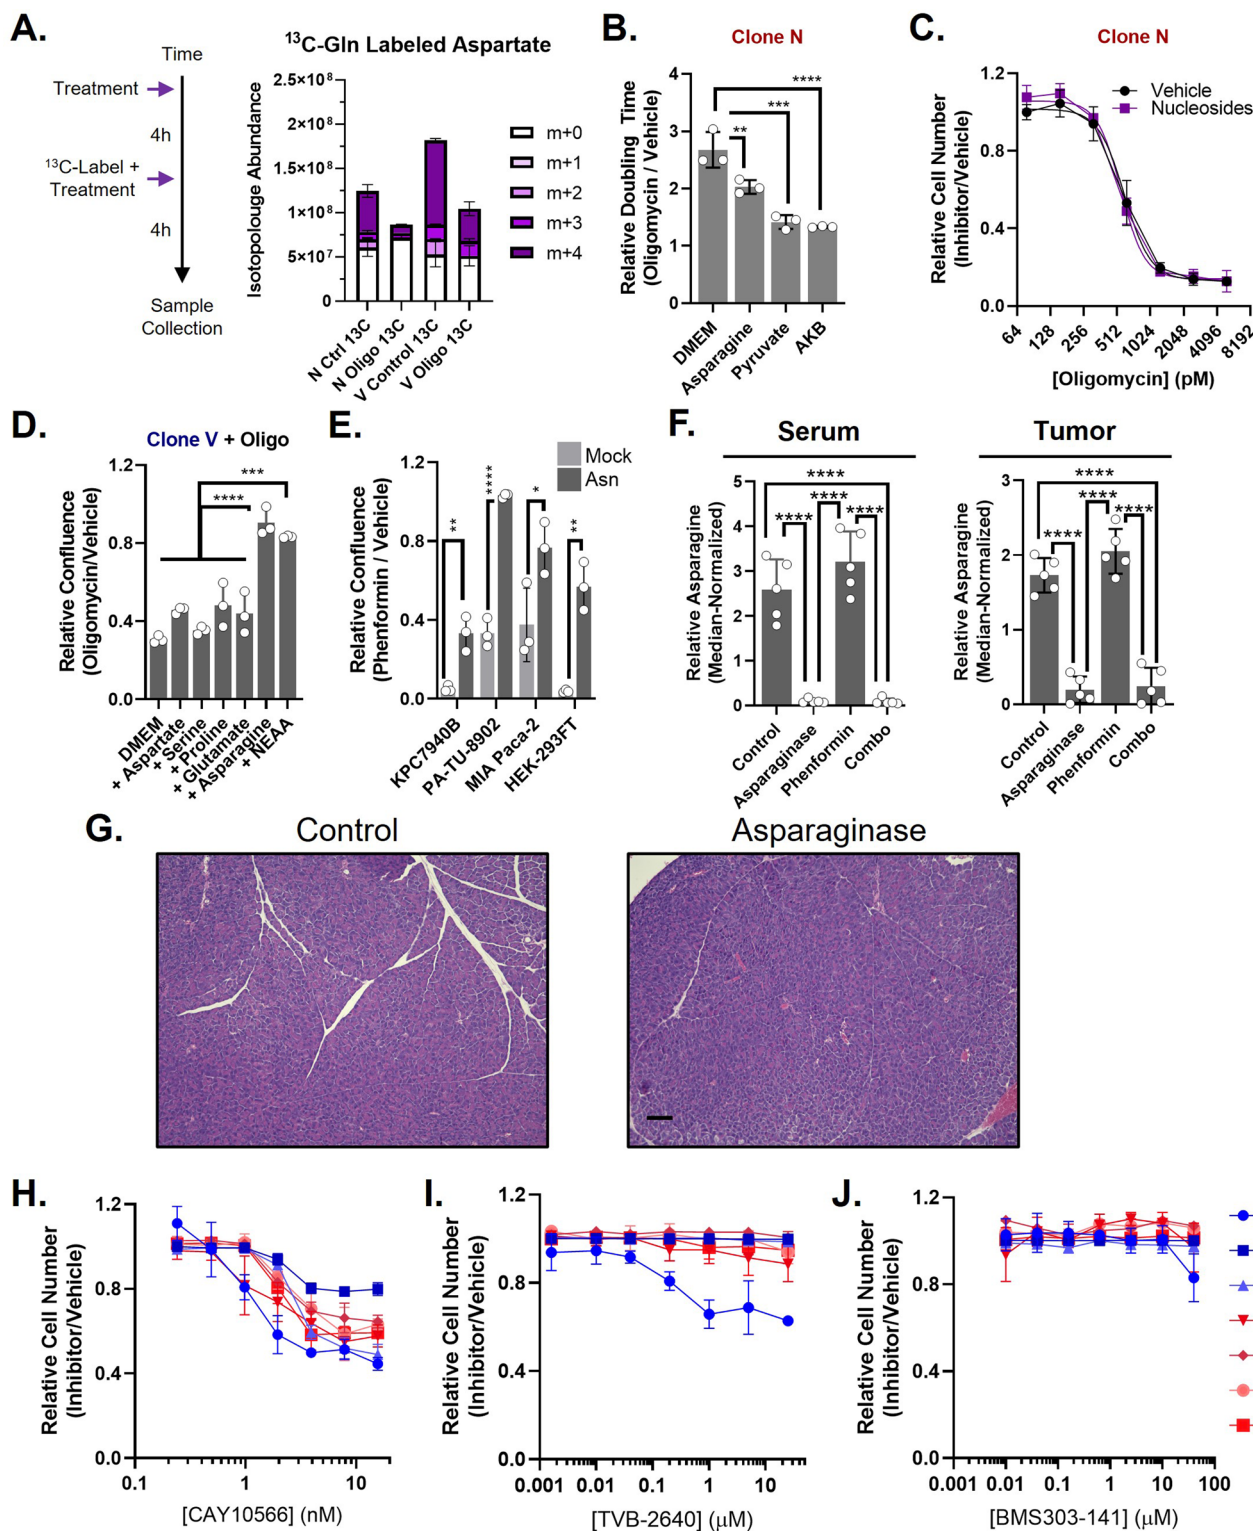 A.
Time
Treatment
4h
¹³C-Label +
Treatment
4h
Sample
Collection
¹³C-Gln Labeled Aspartate
Isotopolouge Abundance
2.5×10⁸
2×10⁸
1.5×10⁸
1×10⁸
5×10⁷
0
m+0
m+1
m+2
m+3
m+4
N Ctrl 13C
N Oligo 13C
V Control 13C
V Oligo 13C
B.
Clone N
Relative Doubling Time
(Oligomycin / Vehicle)
4
3
2
1
0
****
***
**
DMEM
Asparagine
Pyruvate
AKB
C.
Clone N
Relative Cell Number
(Inhibitor/Vehicle)
1.2
0.8
0.4
0.0
Vehicle
Nucleosides
64
128
256
512
1024
2048
4096
8192
[Oligomycin] (pM)
D.
Clone V + Oligo
Relative Confluence
(Oligomycin/Vehicle)
1.2
0.8
0.4
0.0
***
****
DMEM
+ Aspartate
+ Serine
+ Proline
+ Glutamate
+ Asparagine
+ NEAA
E.
Mock
Asn
Relative Confluence
(Phenformin / Vehicle)
1.2
0.8
0.4
0.0
**
****
*
**
KPC7940B
PA-TU-8902
MIA Paca-2
HEK-293FT
F.
Serum
Relative Asparagine
(Median-Normalized)
5
4
3
2
1
0
****
****
****
****
Control
Asparaginase
Phenformin
Combo
Tumor
Relative Asparagine
(Median-Normalized)
3
2
1
0
****
****
****
****
Control
Asparaginase
Phenformin
Combo
G.
Control
Asparaginase
H.
Relative Cell Number
(Inhibitor/Vehicle)
1.2
0.8
0.4
0.0
0.1
1
10
[CAY10566] (nM)
I.
Relative Cell Number
(Inhibitor/Vehicle)
1.2
0.8
0.4
0.0
0.001
0.01
0.1
1
10
[TVB-2640] (μM)
J.
Relative Cell Number
(Inhibitor/Vehicle)
1.2
0.8
0.4
0.0
0.001
0.01
0.1
1
10
100
[BMS303-141] (μM)